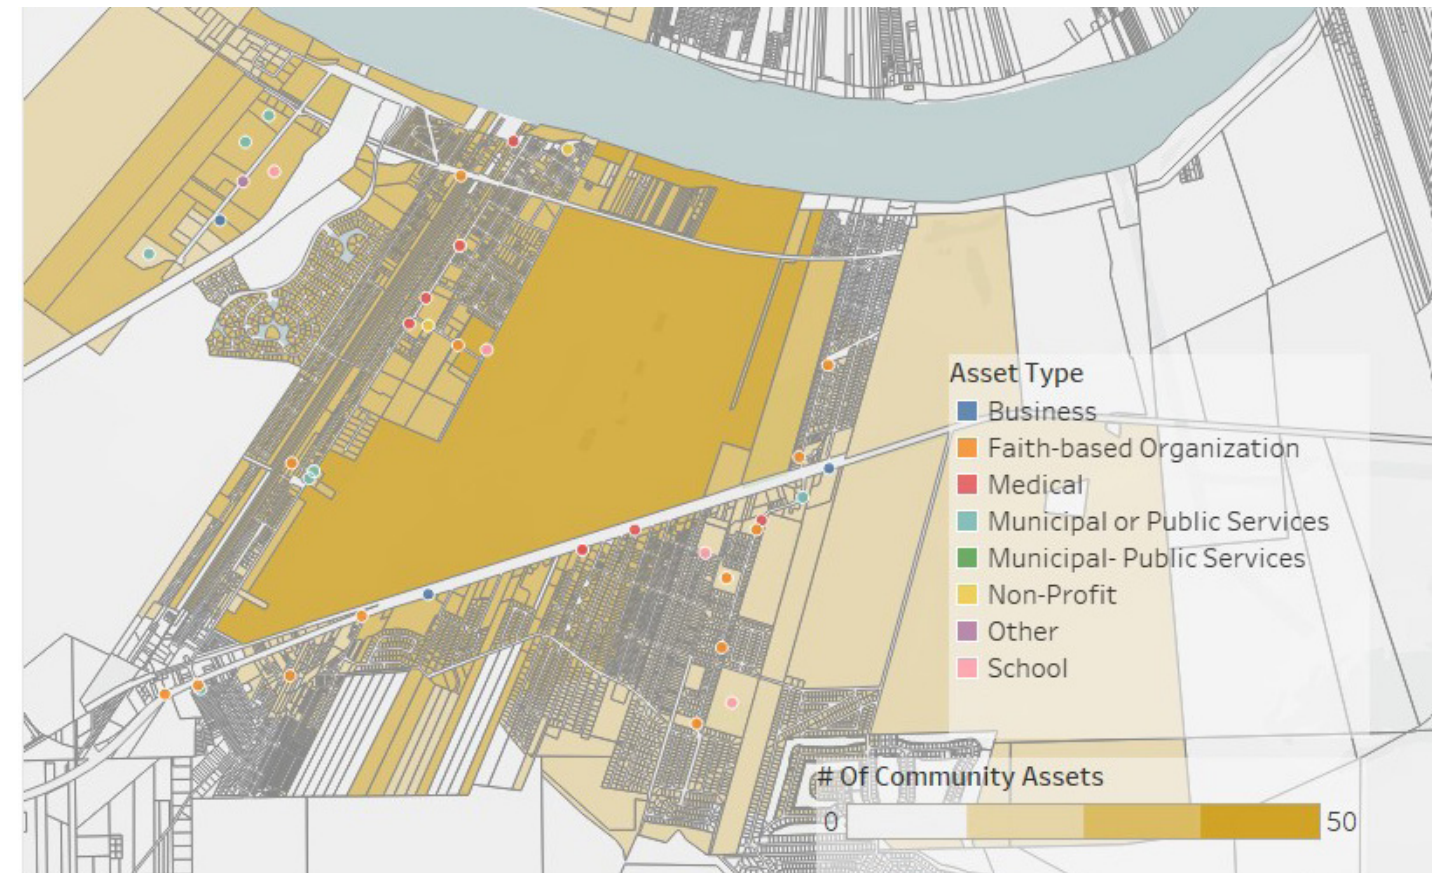 Asset Type
Business
Faith-based Organization
Medical
Municipal or Public Services
Municipal- Public Services
Non-Profit
Other
School
# Of Community Assets
0 50